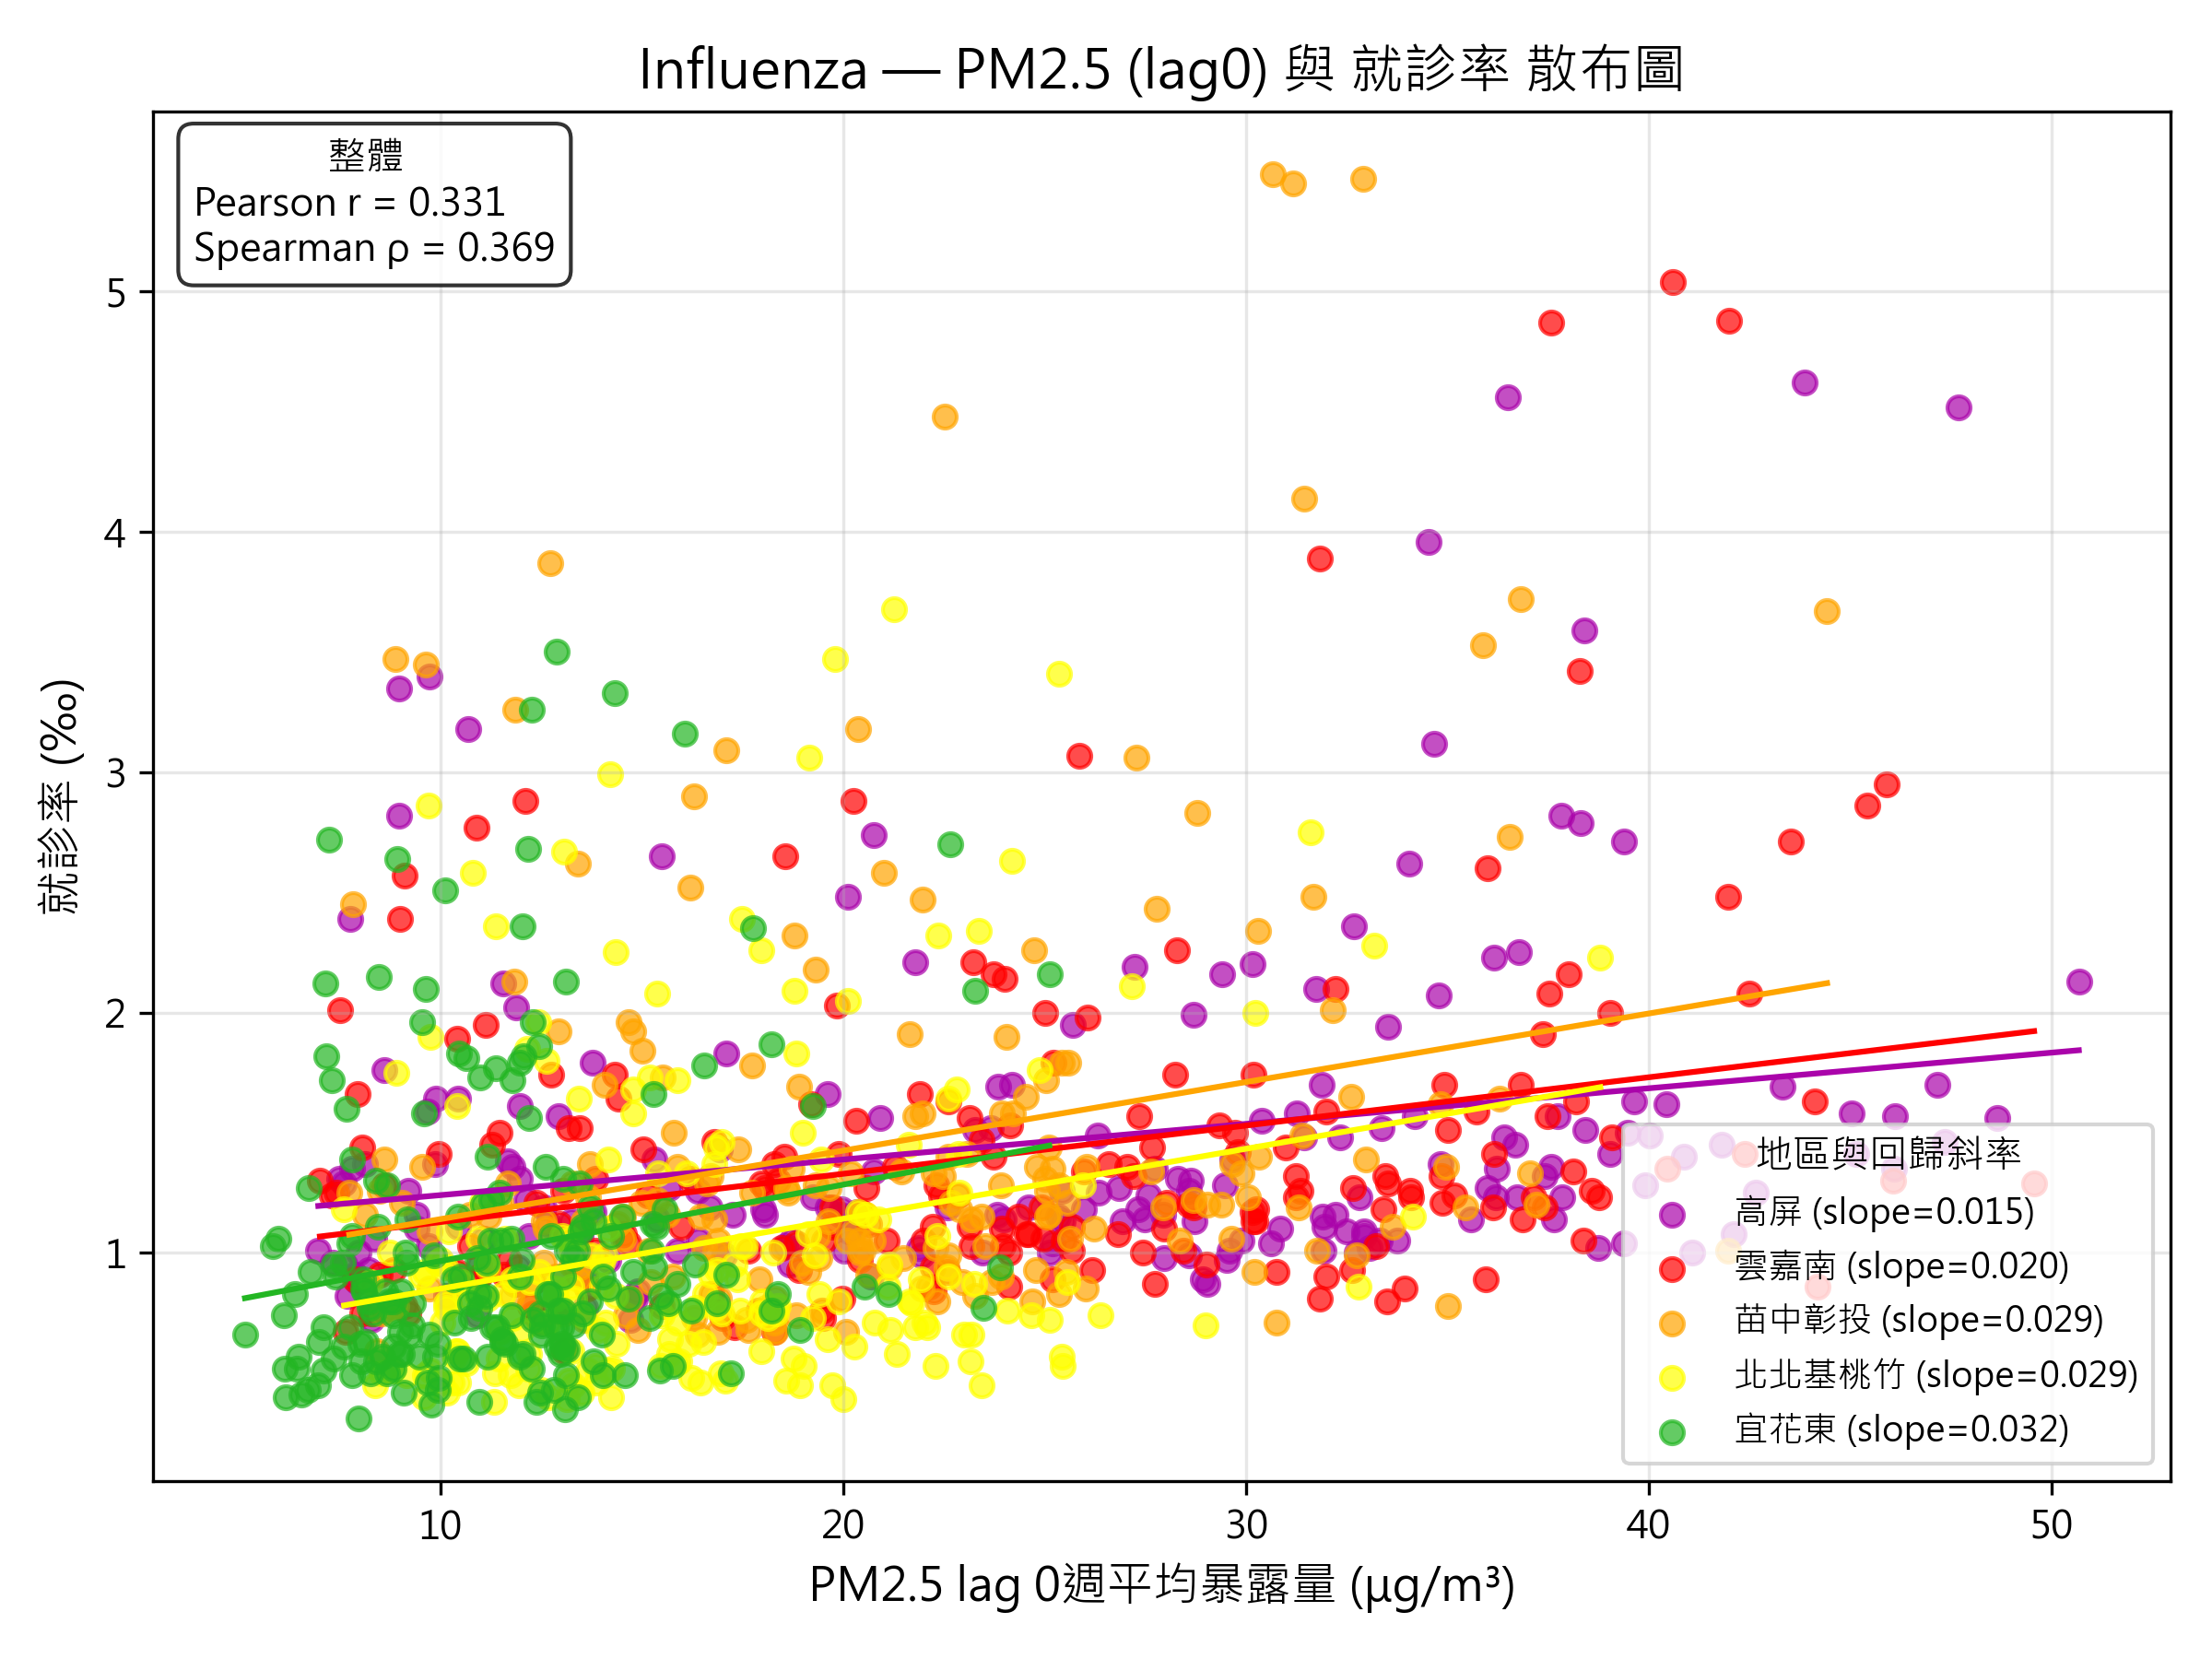 Influenza — PM2.5 (lag0) 與 就診率 散布圖
整體
Pearson r = 0.331
Spearman ρ = 0.369
就診率 (‰)
5
4
3
2
1
地區與回歸斜率
高屏 (slope=0.015)
雲嘉南 (slope=0.020)
苗中彰投 (slope=0.029)
北北基桃竹 (slope=0.029)
宜花東 (slope=0.032)
10 20 30 40 50
PM2.5 lag 0週平均暴露量 (μg/m³)